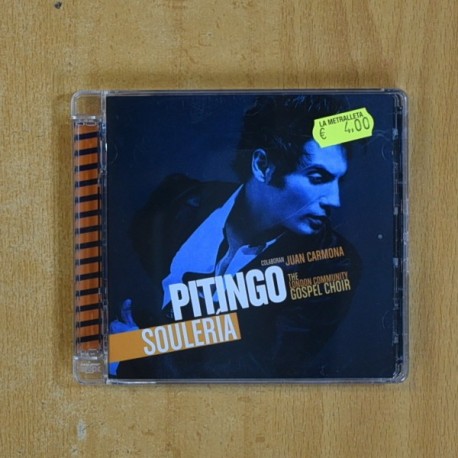 LA METRALLETA
€ 4,00
COLABORAN JUAN CARMONA
THE
LONDON COMMUNITY
GOSPEL CHOIR
PITINGO
SOULERÍA